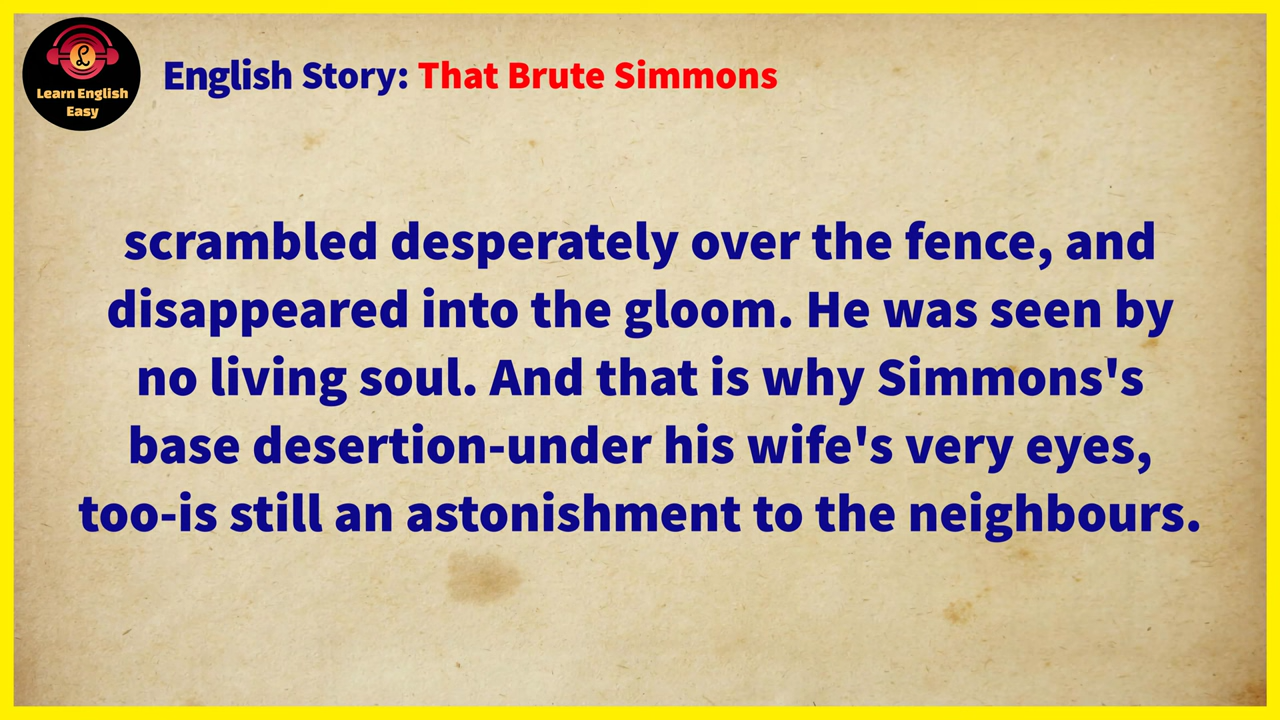 Learn English
Easy
English Story: That Brute Simmons
scrambled desperately over the fence, and
disappeared into the gloom. He was seen by
no living soul. And that is why Simmons's
base desertion-under his wife's very eyes,
too-is still an astonishment to the neighbours.